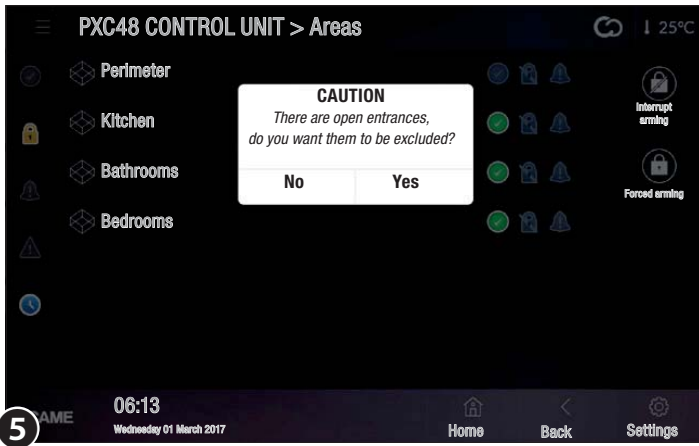 PXC48 CONTROL UNIT > Areas
25°C
Perimeter
Kitchen
Bathrooms
Bedrooms
CAUTION
There are open entrances,
do you want them to be excluded?
No Yes
Interrupt
arming
Forced arming
5
AME
06:13
Wednesday 01 March 2017
Home
Back
Settings